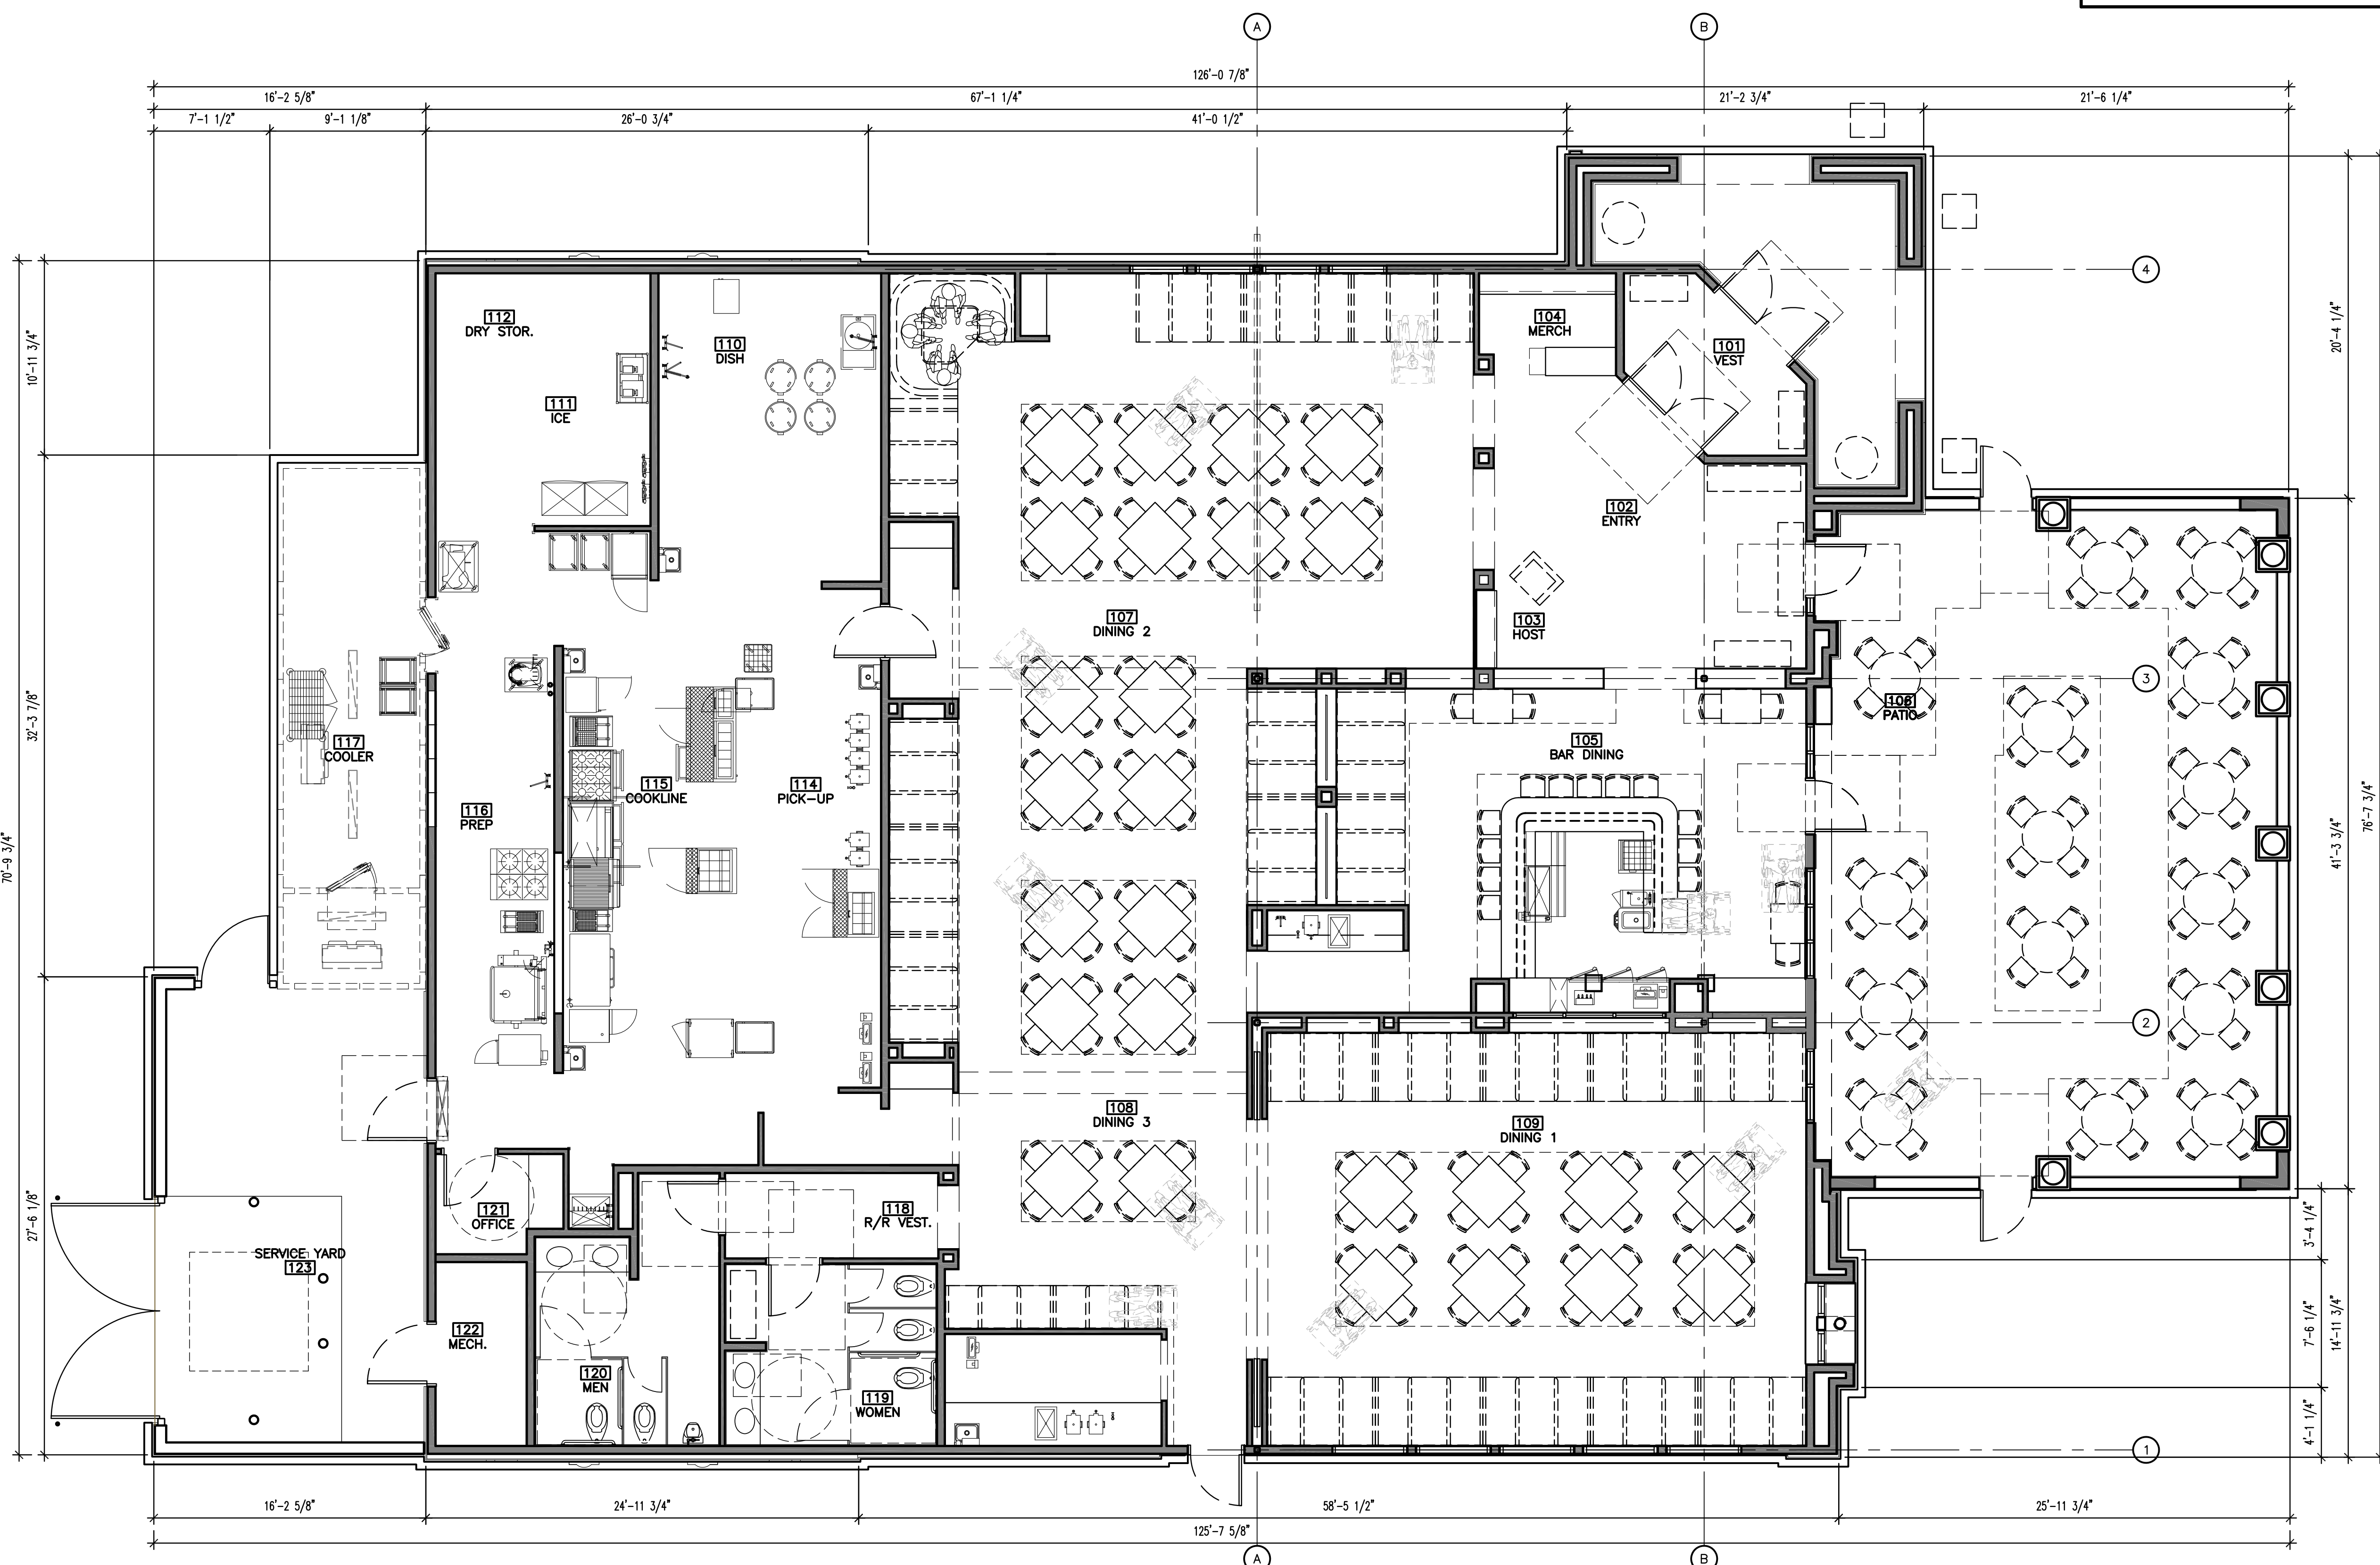 A
B
126'-0 7/8"
16'-2 5/8"
67'-1 1/4"
21'-2 3/4"
21'-6 1/4"
7'-1 1/2"
9'-1 1/8"
26'-0 3/4"
41'-0 1/2"
4
112
DRY STOR.
110
DISH
104
MERCH
101
VEST
10'-11 3/4"
20'-4 1/4"
111
ICE
102
ENTRY
107
DINING 2
103
HOST
3
32'-3 7/8"
106
PATIO
117
COOLER
105
BAR DINING
115
COOKLINE
114
PICK-UP
116
PREP
70'-9 3/4"
41'-3 3/4"
76'-7 3/4"
2
108
DINING 3
109
DINING 1
121
OFFICE
118
R/R VEST.
27'-6 1/8"
SERVICE YARD
123
3'-4 1/4"
122
MECH.
7'-6 1/4"
14'-11 3/4"
120
MEN
119
WOMEN
4'-1 1/4"
1
16'-2 5/8"
24'-11 3/4"
58'-5 1/2"
25'-11 3/4"
125'-7 5/8"
A
B